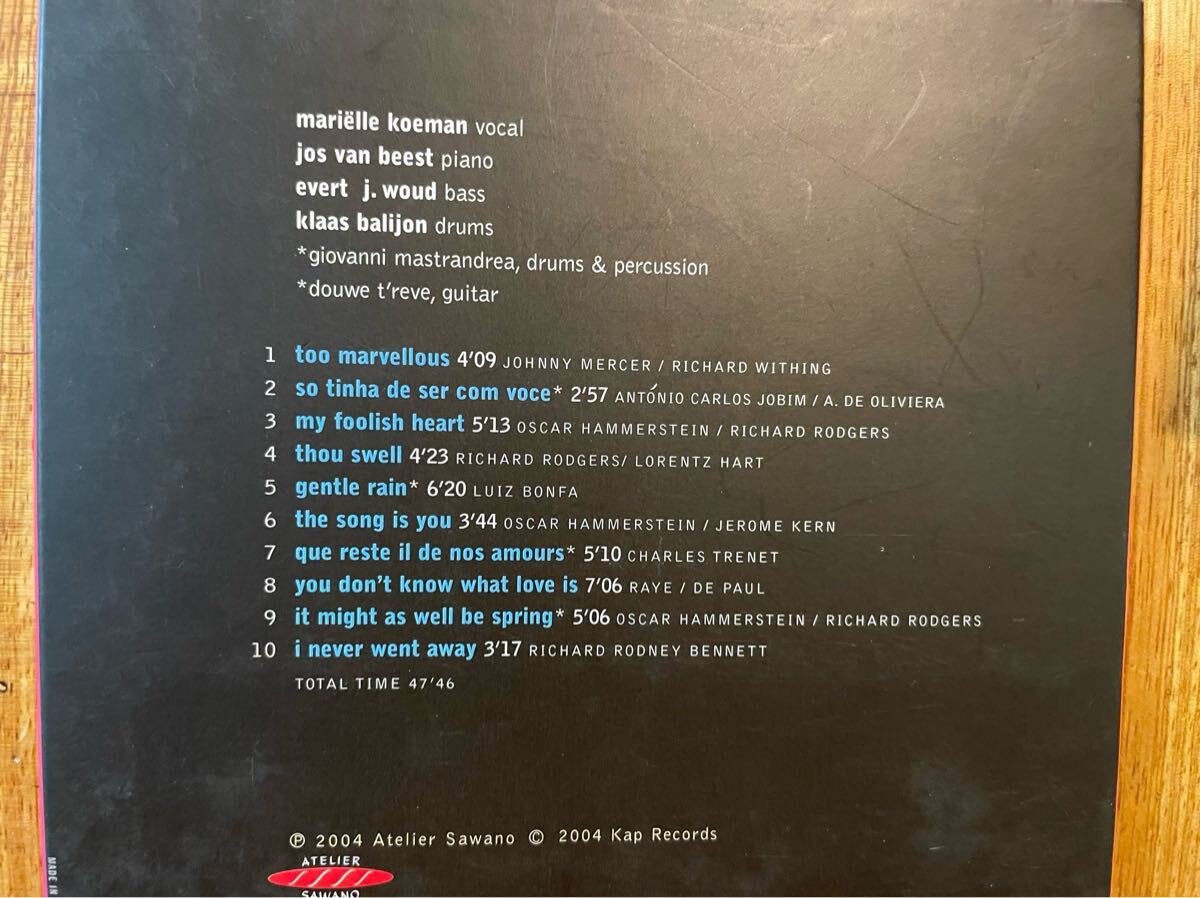 mariëlle koeman vocal
jos van beest piano
evert j. woud bass
klaas balijon drums
*giovanni mastrandrea, drums & percussion
*douwe t'reve, guitar
1 too marvellous 4'09 JOHNNY MERCER / RICHARD WITHING
2 so tinha de ser com voce* 2'57 ANTÓNIO CARLOS JOBIM / A. DE OLIVIERA
3 my foolish heart 5'13 OSCAR HAMMERSTEIN / RICHARD RODGERS
4 thou swell 4'23 RICHARD RODGERS/ LORENTZ HART
5 gentle rain* 6'20 LUIZ BONFA
6 the song is you 3'44 OSCAR HAMMERSTEIN / JEROME KERN
7 que reste il de nos amours* 5'10 CHARLES TRENET
8 you don't know what love is 7'06 RAYE / DE PAUL
9 it might as well be spring* 5'06 OSCAR HAMMERSTEIN / RICHARD RODGERS
10 i never went away 3'17 RICHARD RODNEY BENNETT
TOTAL TIME 47'46
℗ 2004 Atelier Sawano © 2004 Kap Records
ATELIER
SAWANO
MADE IN